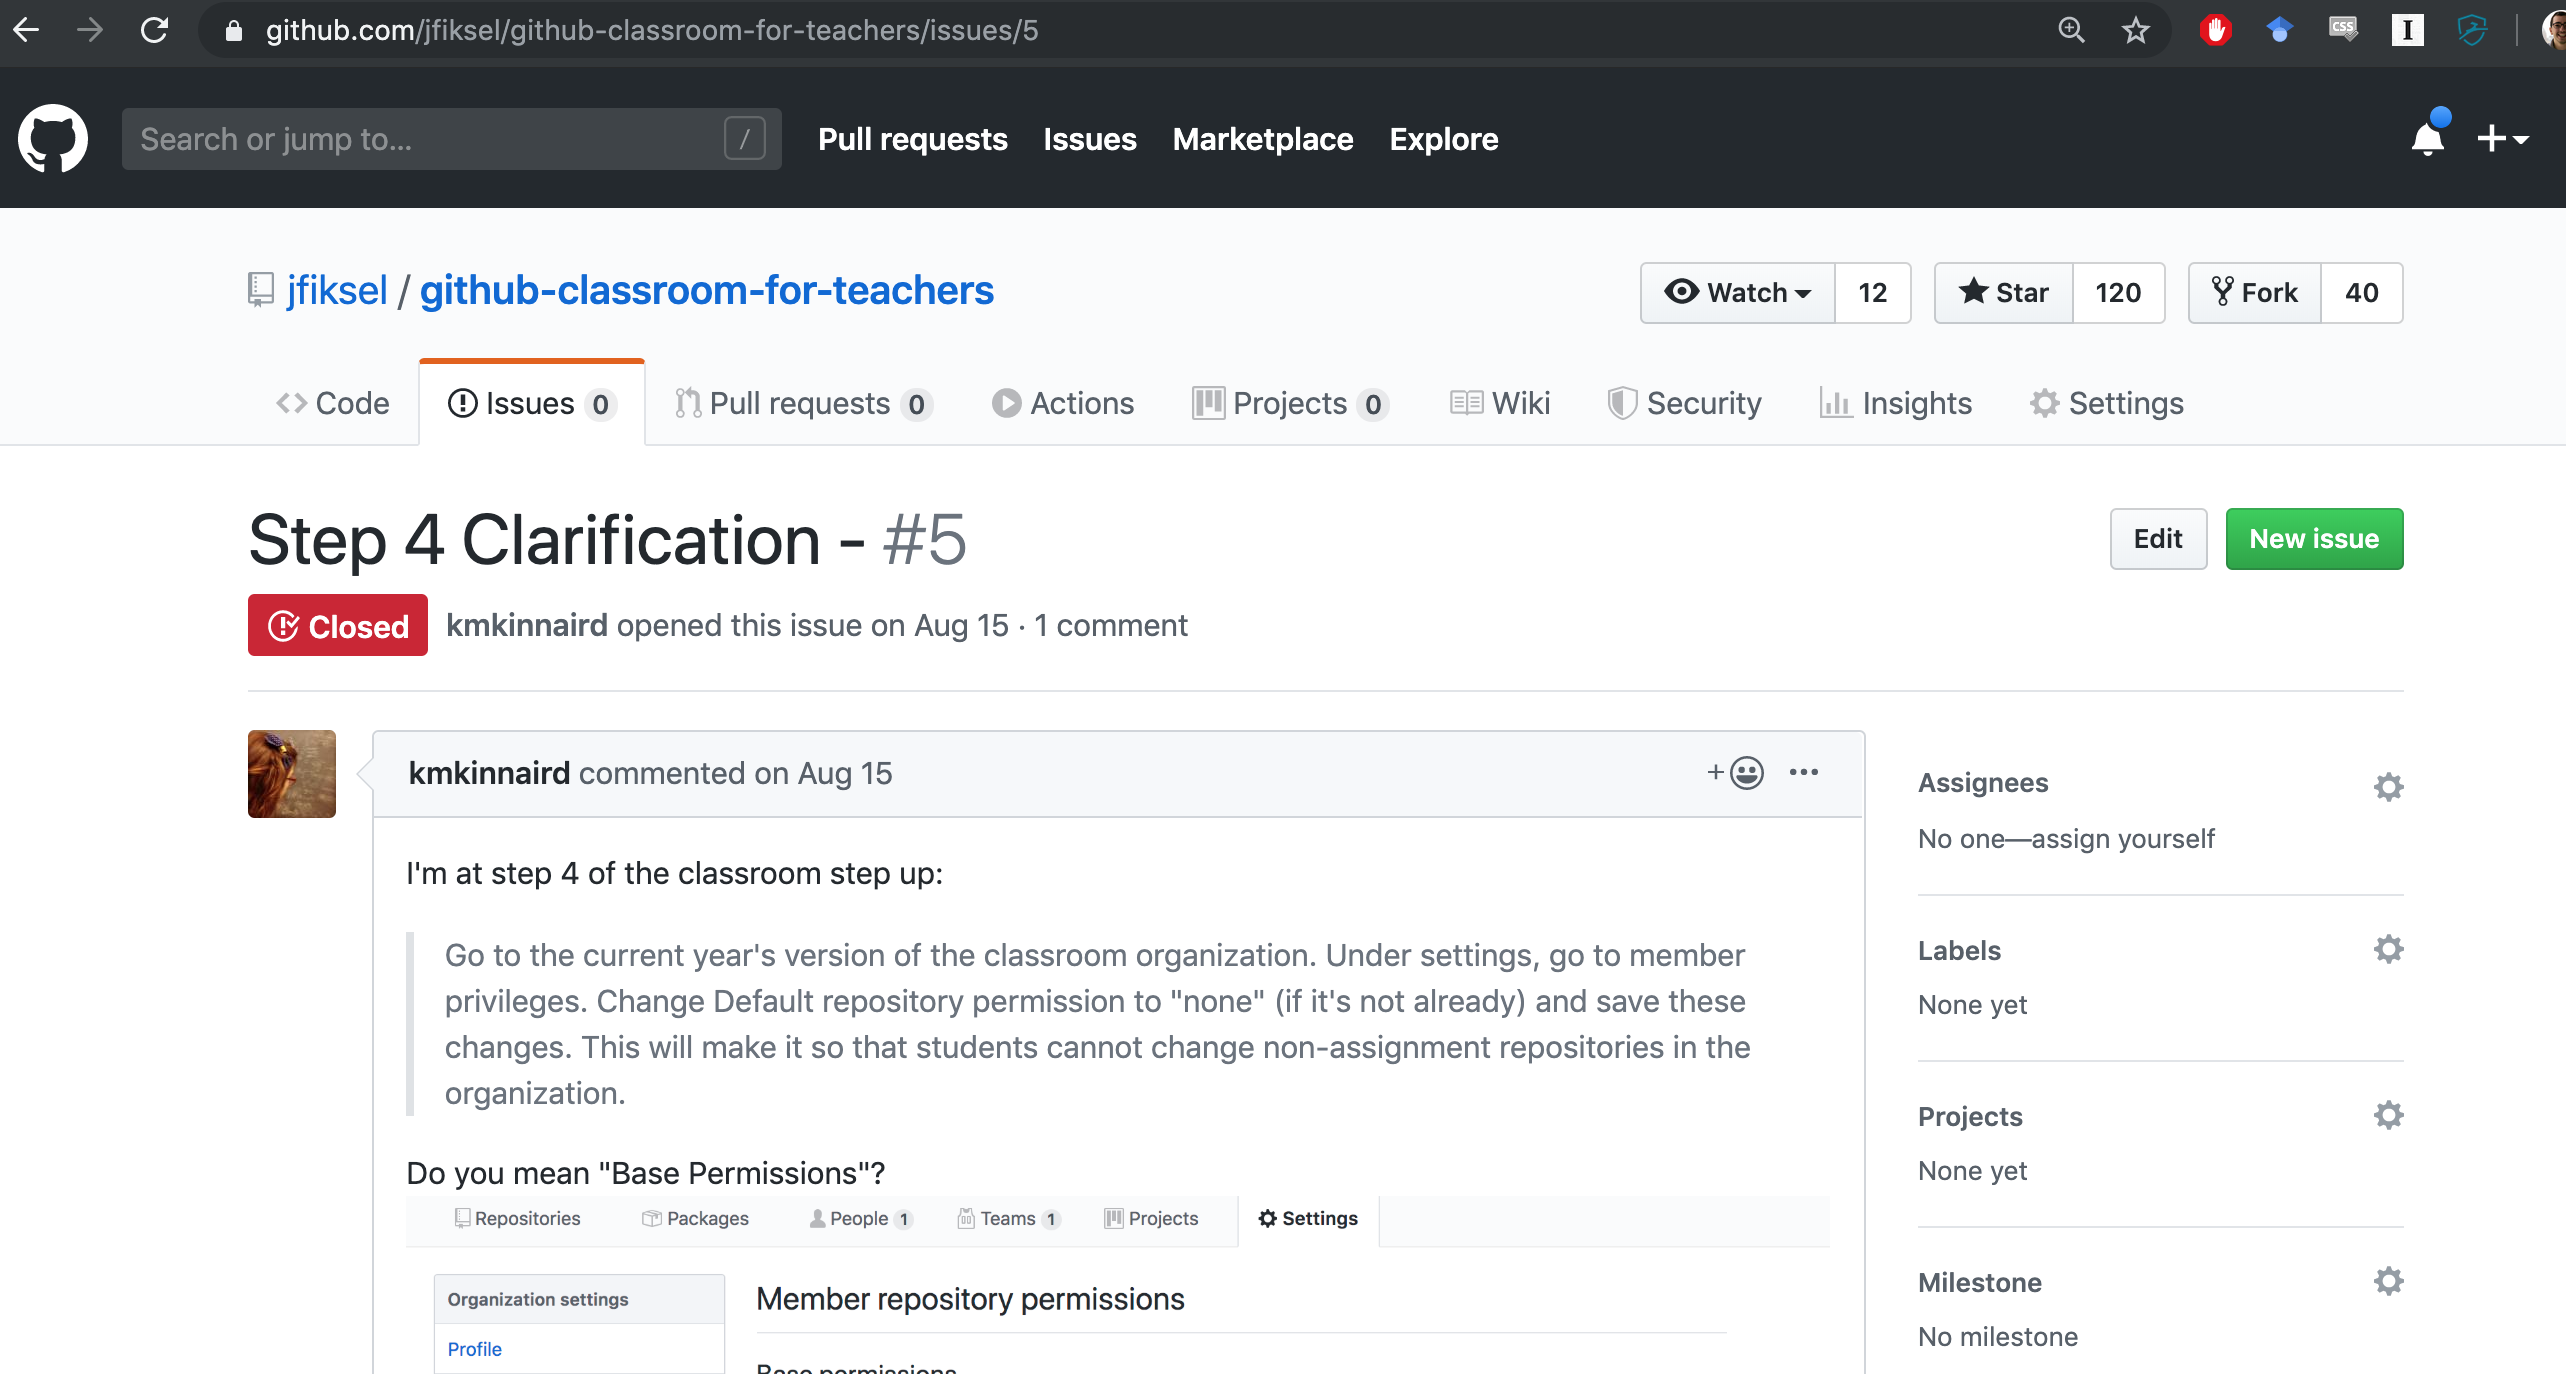 github.com/jfiksel/github-classroom-for-teachers/issues/5
CSS
I
Search or jump to...
/
Pull requests
Issues
Marketplace
Explore
jfiksel / github-classroom-for-teachers
Watch 12
Star 120
Fork 40
Code
Issues 0
Pull requests 0
Actions
Projects 0
Wiki
Security
Insights
Settings
Step 4 Clarification - #5
Edit
New issue
Closed
kmkinnaird opened this issue on Aug 15 · 1 comment
kmkinnaird commented on Aug 15
I'm at step 4 of the classroom step up:
Go to the current year's version of the classroom organization. Under settings, go to member
privileges. Change Default repository permission to "none" (if it's not already) and save these
changes. This will make it so that students cannot change non-assignment repositories in the
organization.
Do you mean "Base Permissions"?
Repositories
Packages
People 1
Teams 1
Projects
Settings
Organization settings
Profile
Member repository permissions
Base permissions
Assignees
No one—assign yourself
Labels
None yet
Projects
None yet
Milestone
No milestone